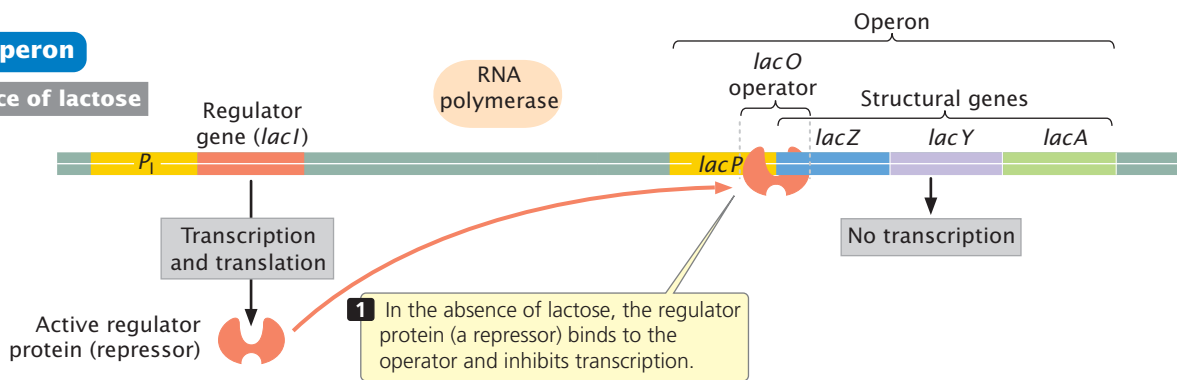 peron
ce of lactose
Operon
lacO
operator
RNA
polymerase
Structural genes
Regulator
gene (lacI)
lacZ
lacY
lacA
PI
lacP
Transcription
and translation
No transcription
1 In the absence of lactose, the regulator
protein (a repressor) binds to the
operator and inhibits transcription.
Active regulator
protein (repressor)